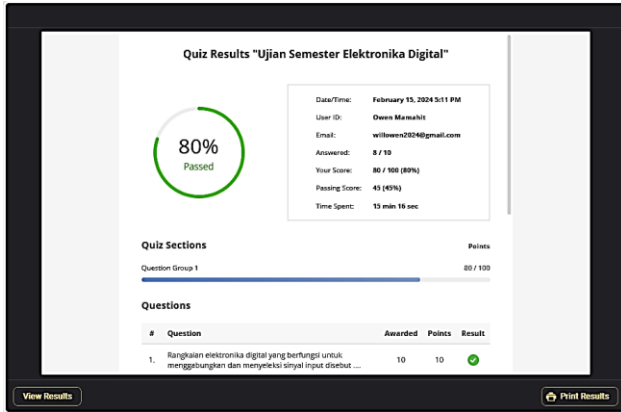 Quiz Results "Ujian Semester Elektronika Digital"
80%
Passed
Date/Time: February 15, 2024 5:11 PM
User ID: Owen Mamahit
Email: willowen2024@gmail.com
Answered: 8 / 10
Your Score: 80 / 100 (80%)
Passing Score: 45 (45%)
Time Spent: 15 min 16 sec
Quiz Sections Points
Question Group 1 80 / 100
Questions
# Question Awarded Points Result
1. Rangkaian elektronika digital yang berfungsi untuk 10 10
menggabungkan dan menyeleksi sinyal input disebut ....
View Results Print Results